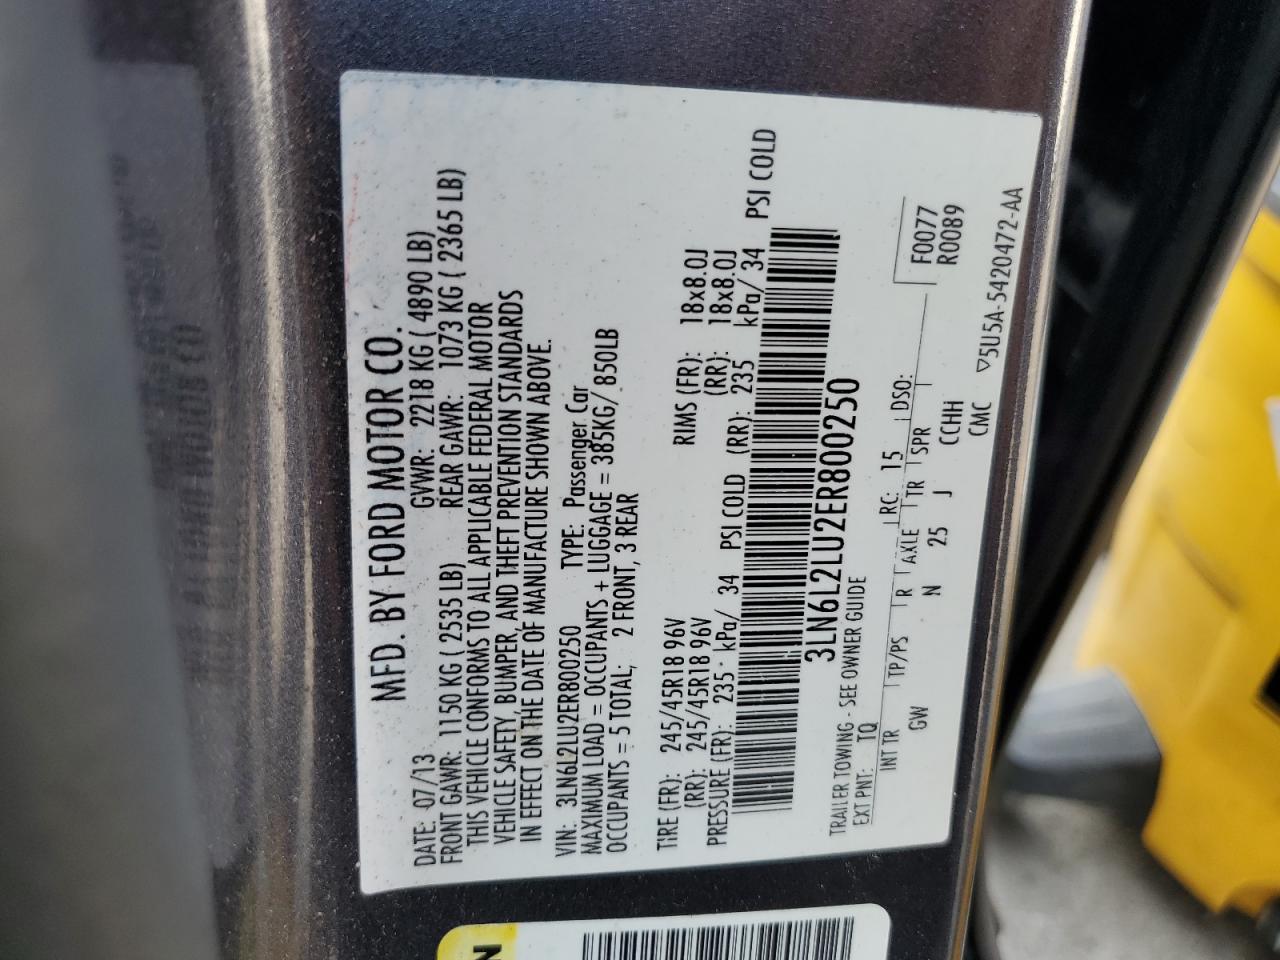 MFD. BY FORD MOTOR CO.
DATE: 07/13 GVWR: 2218 KG ( 4890 LB)
FRONT GAWR: 1150 KG ( 2535 LB) REAR GAWR: 1073 KG ( 2365 LB)
THIS VEHICLE CONFORMS TO ALL APPLICABLE FEDERAL MOTOR
VEHICLE SAFETY, BUMPER, AND THEFT PREVENTION STANDARDS
IN EFFECT ON THE DATE OF MANUFACTURE SHOWN ABOVE.
VIN: 3LN6L2LU2ER800250 TYPE: Passenger Car
MAXIMUM LOAD = OCCUPANTS + LUGGAGE = 385KG/ 850LB
OCCUPANTS = 5 TOTAL, 2 FRONT, 3 REAR
TIRE (FR): 245/45R18 96V RIMS (FR): 18x8.0J
(RR): 245/45R18 96V (RR): 18x8.0J
PRESSURE (FR): 235 kPa/ 34 PSI COLD (RR): 235 kPa/ 34 PSI COLD
3LN6L2LU2ER800250
TRAILER TOWING - SEE OWNER GUIDE
EXT PNT: TQ RC: 15 DSO: F0077
INT TR TP/PS R AXLE TR SPR R0089
GW N 25 J CCHH
CMC ▽5U5A-5420472-AA
N